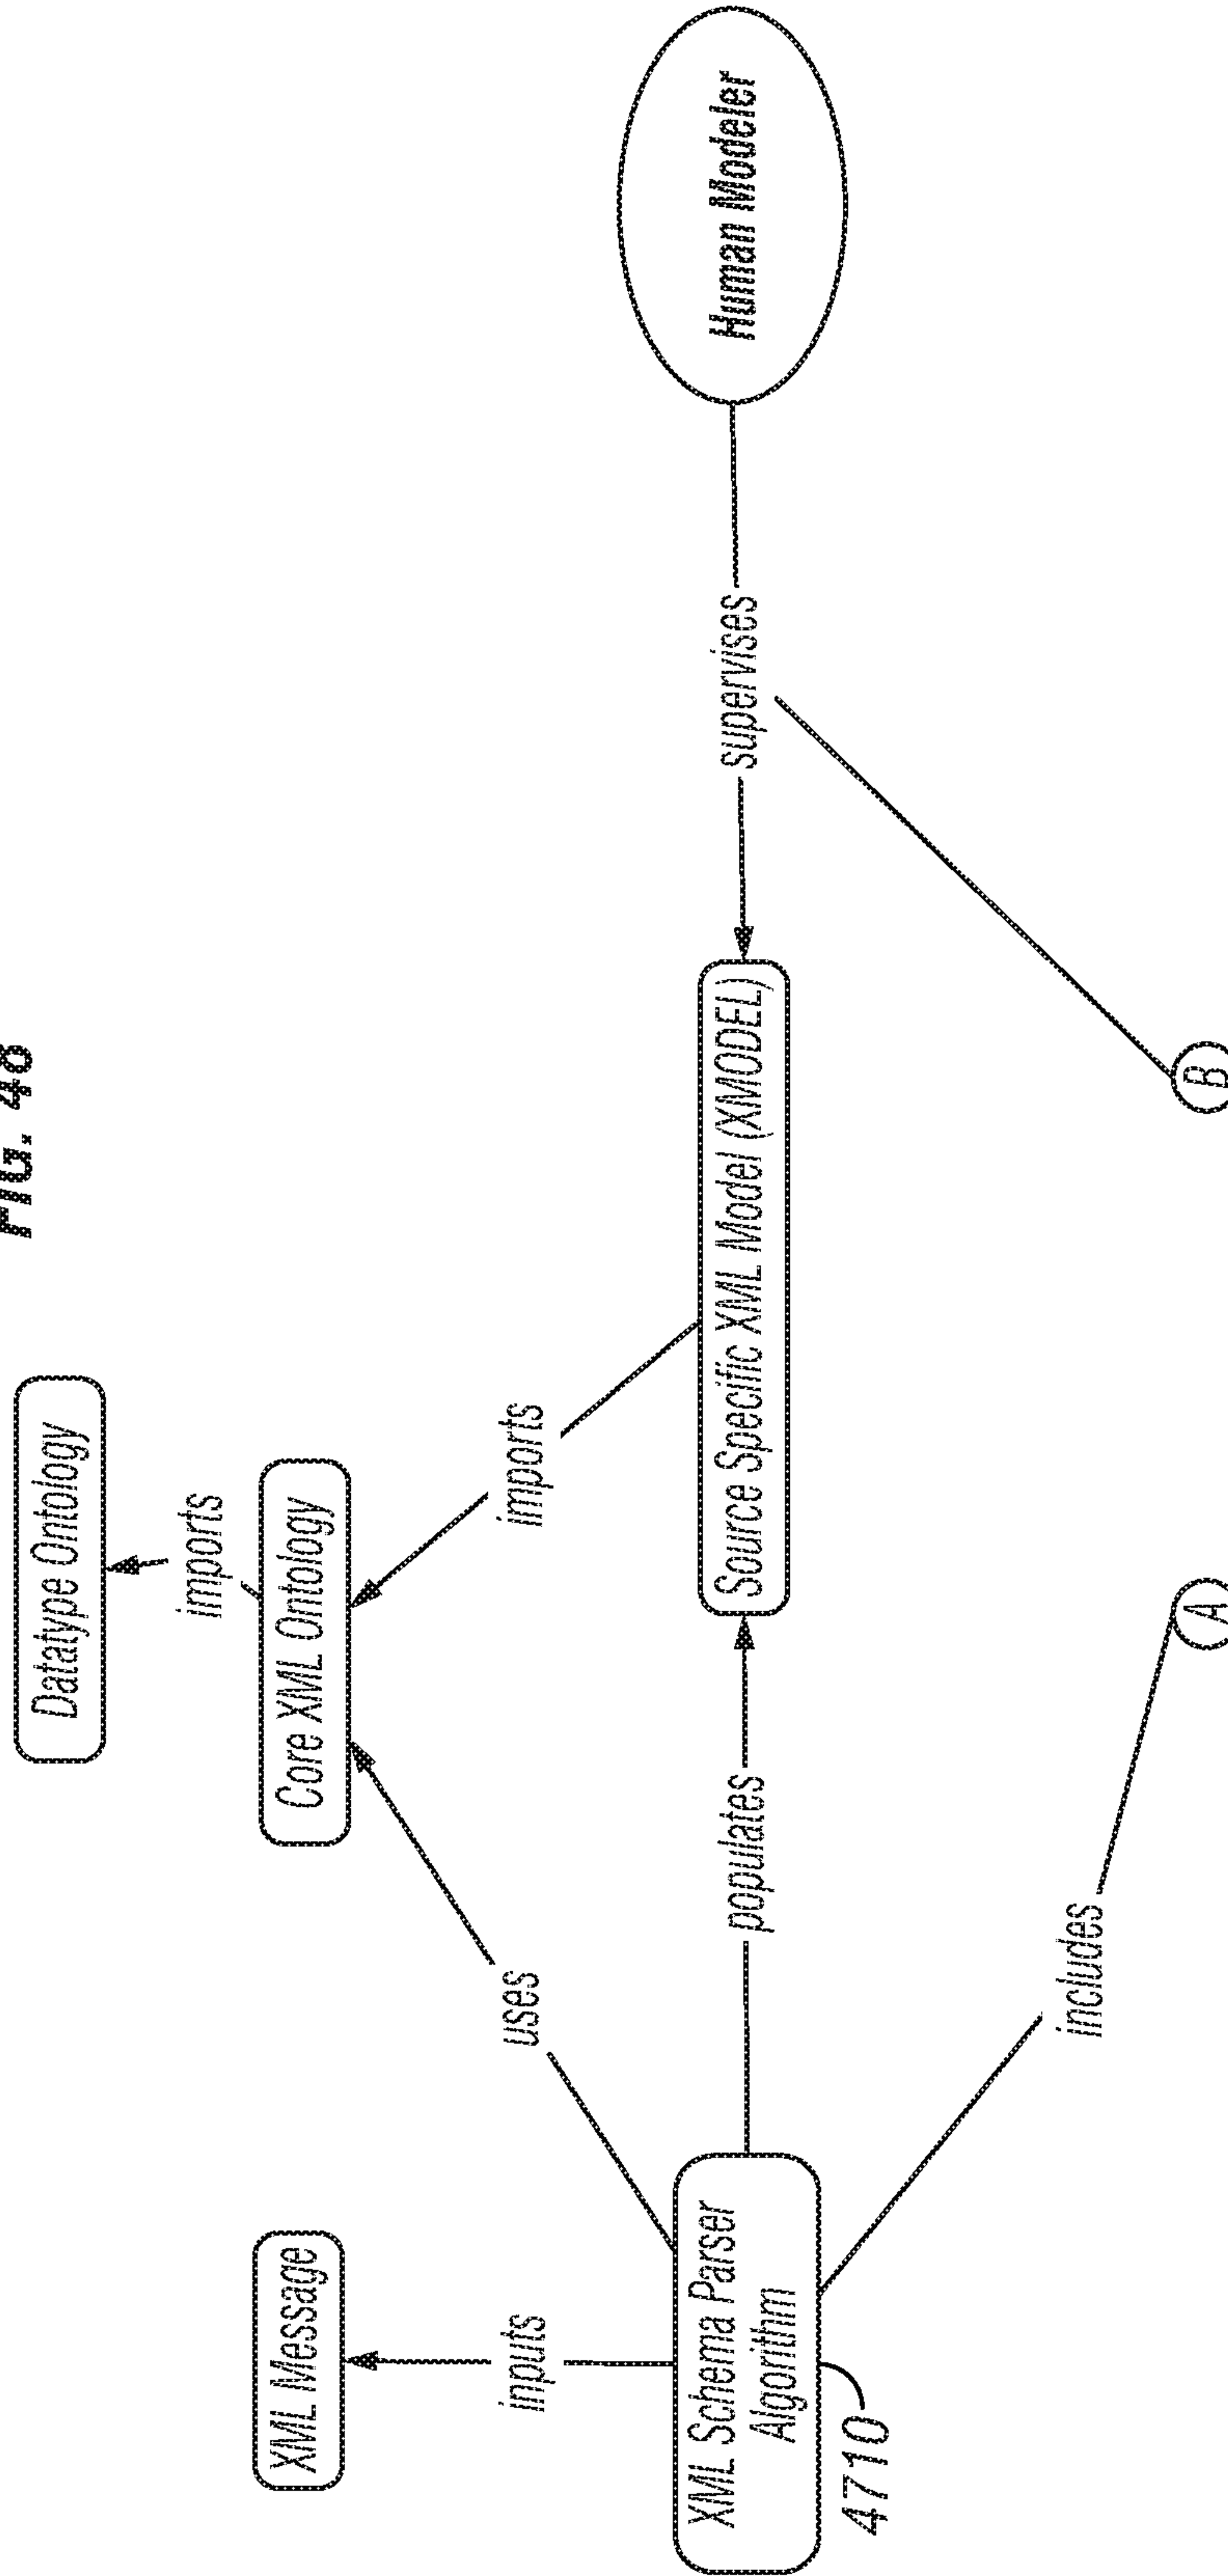 FIG. 48
Datatype Ontology
imports
XML Message
Core XML Ontology
inputs
uses
imports
XML Schema Parser
Algorithm
populates
Source Specific XML Model (XMODEL)
supervises
Human Modeler
4710
includes
A
B